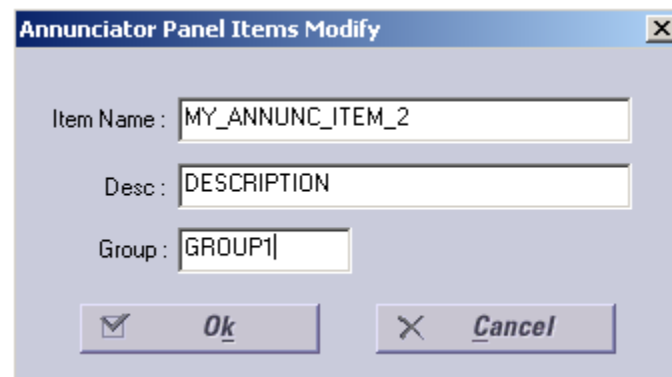 Annunciator Panel Items Modify
Item Name : MY_ANNUNC_ITEM_2
Desc : DESCRIPTION
Group : GROUP1
Ok Cancel